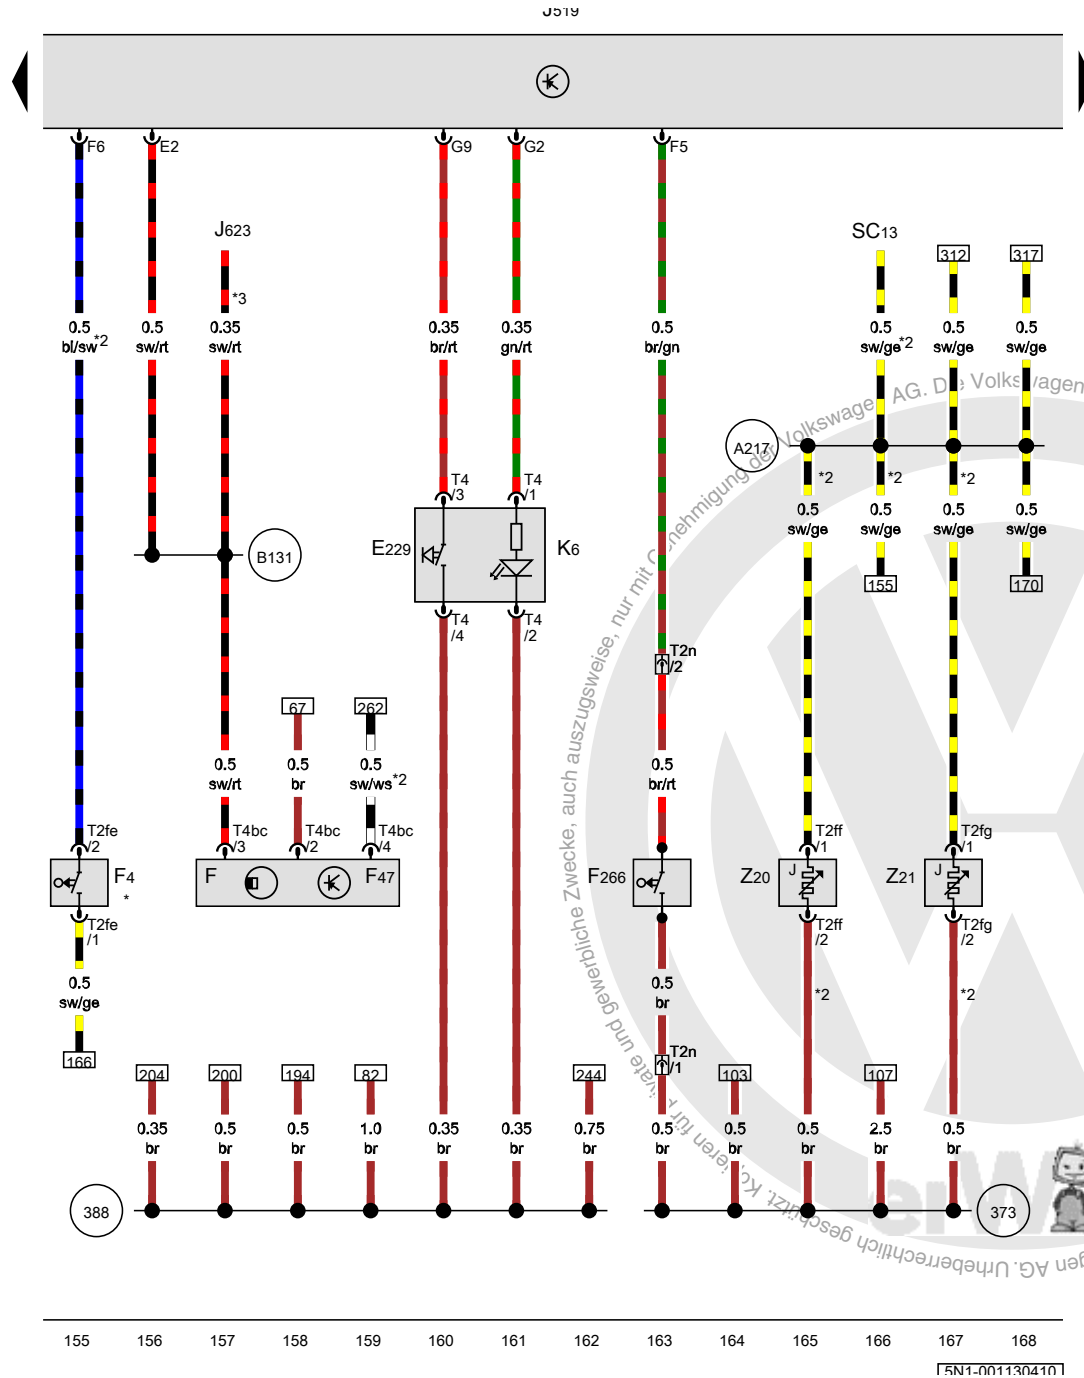 J519
F6
E2
G9
G2
F5
J623
*3
SC13
312
317
0.5
bl/sw*2
0.5
sw/rt
0.35
sw/rt
0.35
br/rt
0.35
gn/rt
0.5
br/gn
0.5
sw/ge*2
0.5
sw/ge
0.5
sw/ge
A217
*2
*2
*2
T4
/3
T4
/1
0.5
sw/ge
0.5
sw/ge
0.5
sw/ge
0.5
sw/ge
B131
E229
K6
155
170
T4
/4
T4
/2
T2n
/2
67
262
0.5
sw/rt
0.5
br
0.5
sw/ws*2
0.5
br/rt
T2fe
/2
T4bc
/3
T4bc
/2
T4bc
/4
T2ff
/1
T2fg
/1
F4
*
F
F47
F266
Z20
J
Z21
J
T2fe
/1
T2ff
/2
T2fg
/2
0.5
sw/ge
0.5
br
*2
*2
166
T2n
/1
204
200
194
82
244
103
107
0.35
br
0.5
br
0.5
br
1.0
br
0.35
br
0.35
br
0.75
br
0.5
br
0.5
br
0.5
br
2.5
br
0.5
br
388
373
155 156 157 158 159 160 161 162 163 164 165 166 167 168
5N1-001130410
erW